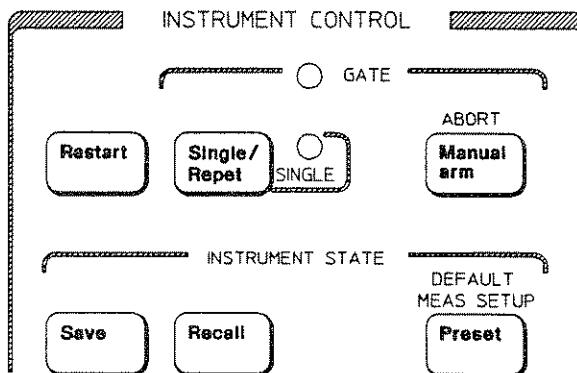 INSTRUMENT CONTROL
GATE
ABORT
Restart
Single/
Repet
SINGLE
Manual
arm
INSTRUMENT STATE
DEFAULT
MEAS SETUP
Save
Recall
Preset